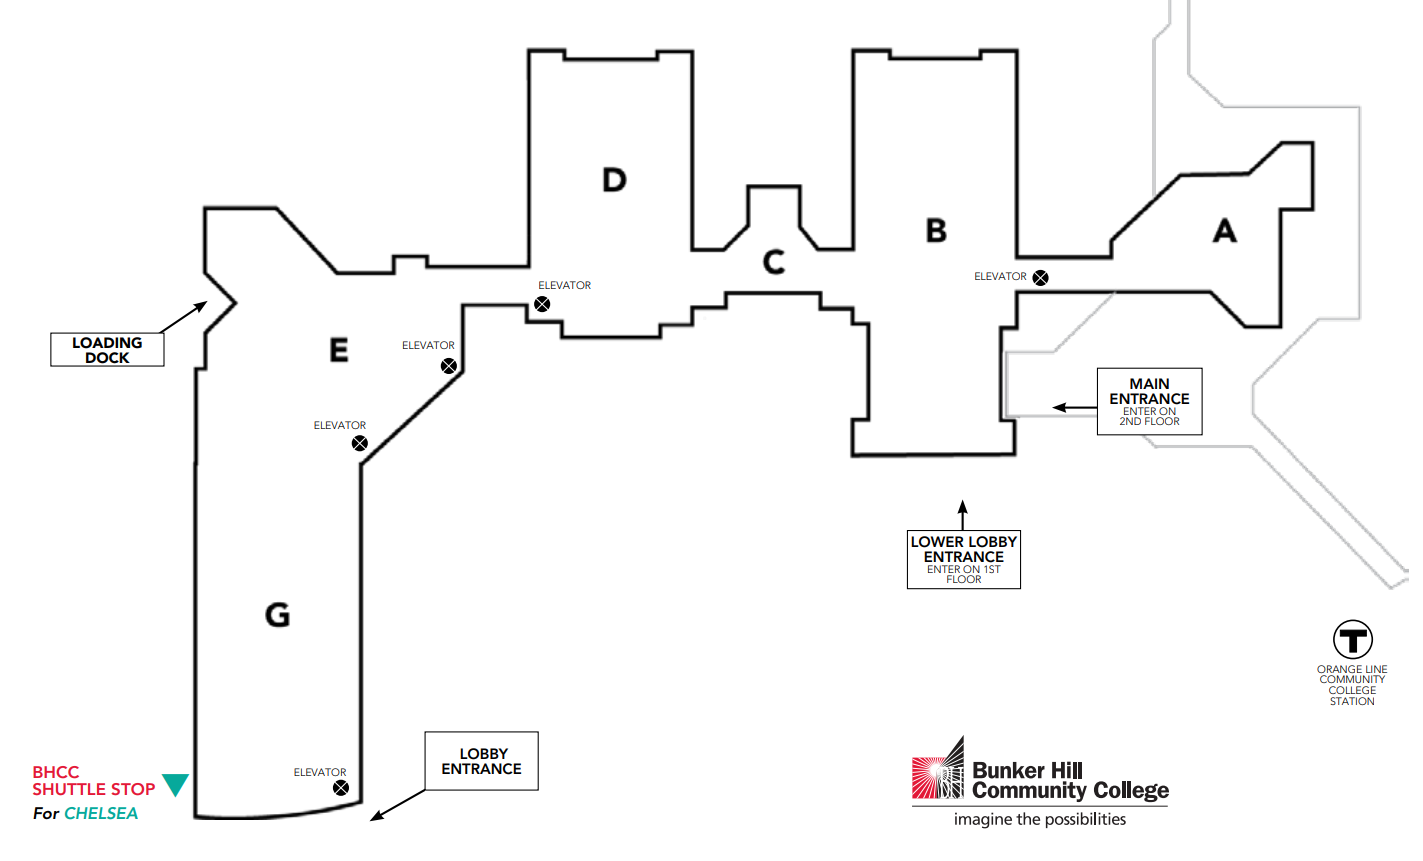 D
B
A
C
ELEVATOR
ELEVATOR
LOADING
DOCK
E
ELEVATOR
ELEVATOR
MAIN
ENTRANCE
ENTER ON
2ND FLOOR
LOWER LOBBY
ENTRANCE
ENTER ON 1ST
FLOOR
G
T
ORANGE LINE
COMMUNITY
COLLEGE
STATION
LOBBY
ENTRANCE
ELEVATOR
BHCC
SHUTTLE STOP
For CHELSEA
Bunker Hill
Community College
imagine the possibilities